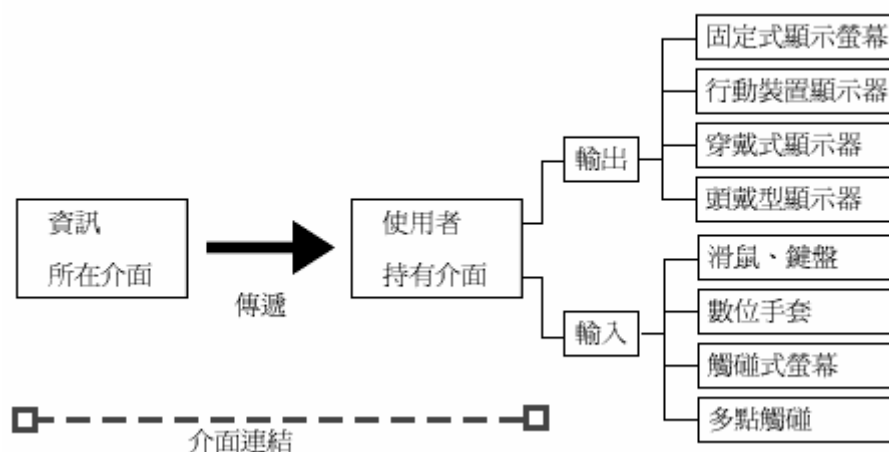 資訊
所在介面
傳遞
使用者
持有介面
輸出
固定式顯示螢幕
行動裝置顯示器
穿戴式顯示器
頭戴型顯示器
輸入
滑鼠、鍵盤
數位手套
觸碰式螢幕
多點觸碰
介面連結